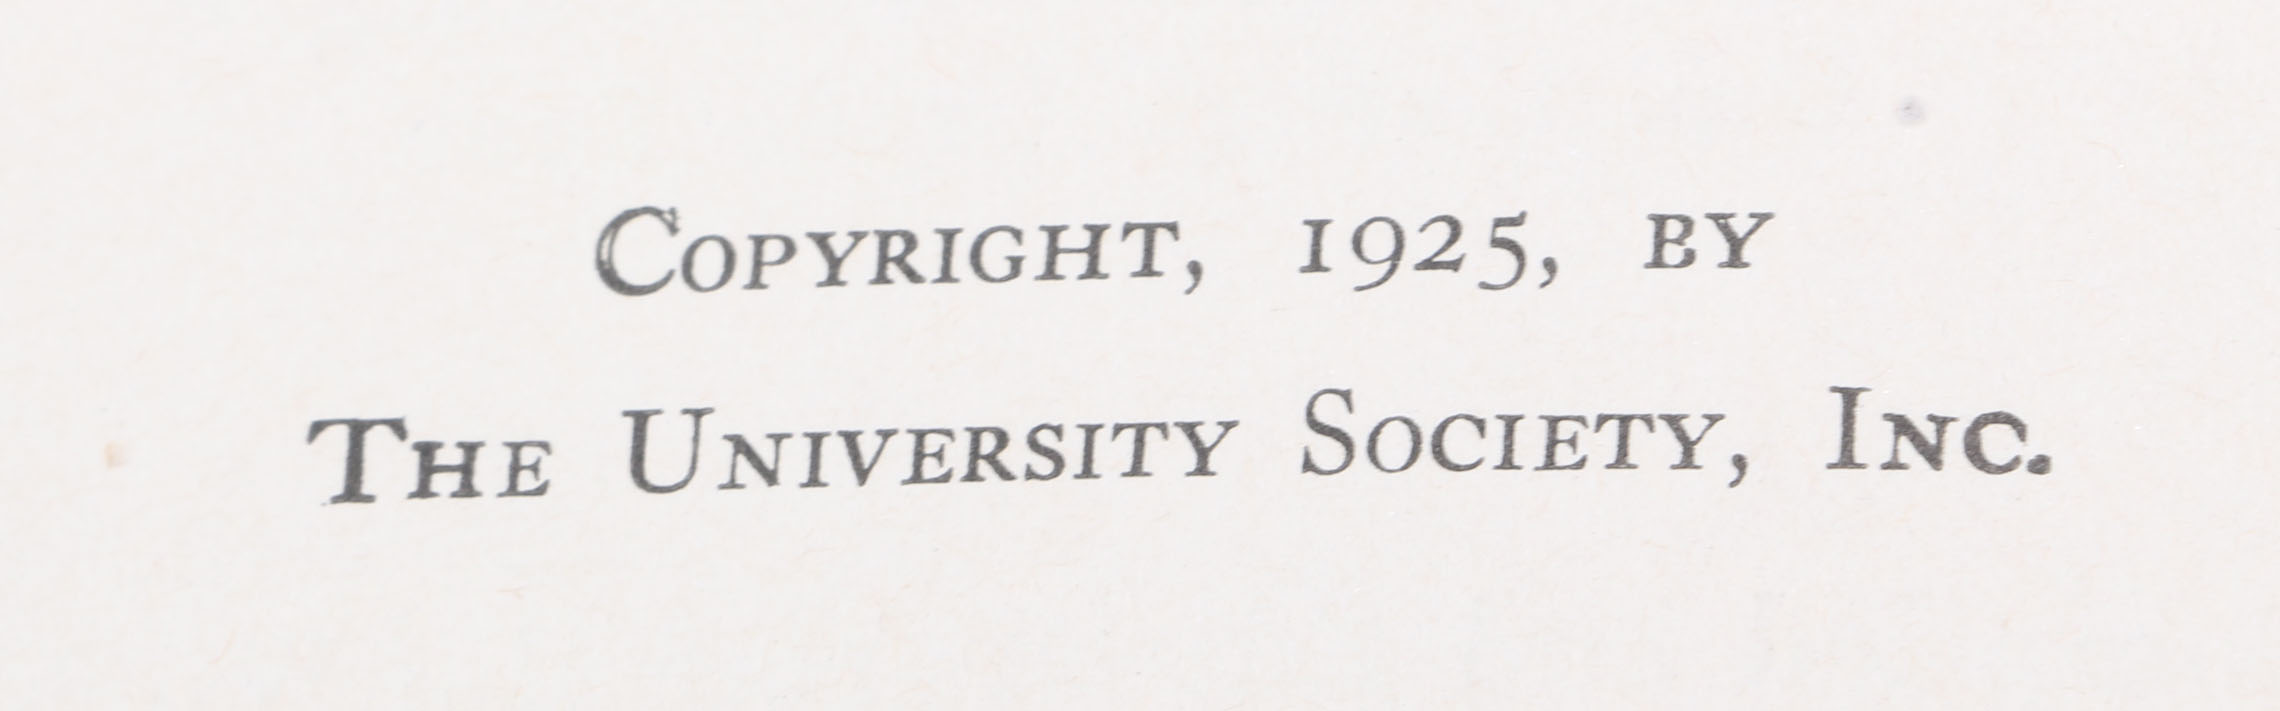 Copyright, 1925, by
The University Society, Inc.